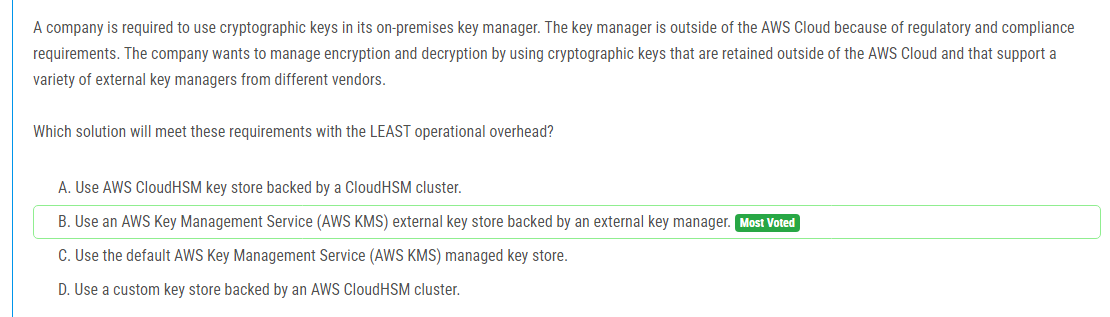 A company is required to use cryptographic keys in its on-premises key manager. The key manager is outside of the AWS Cloud because of regulatory and compliance
requirements. The company wants to manage encryption and decryption by using cryptographic keys that are retained outside of the AWS Cloud and that support a
variety of external key managers from different vendors.
Which solution will meet these requirements with the LEAST operational overhead?
A. Use AWS CloudHSM key store backed by a CloudHSM cluster.
B. Use an AWS Key Management Service (AWS KMS) external key store backed by an external key manager. Most Voted
C. Use the default AWS Key Management Service (AWS KMS) managed key store.
D. Use a custom key store backed by an AWS CloudHSM cluster.